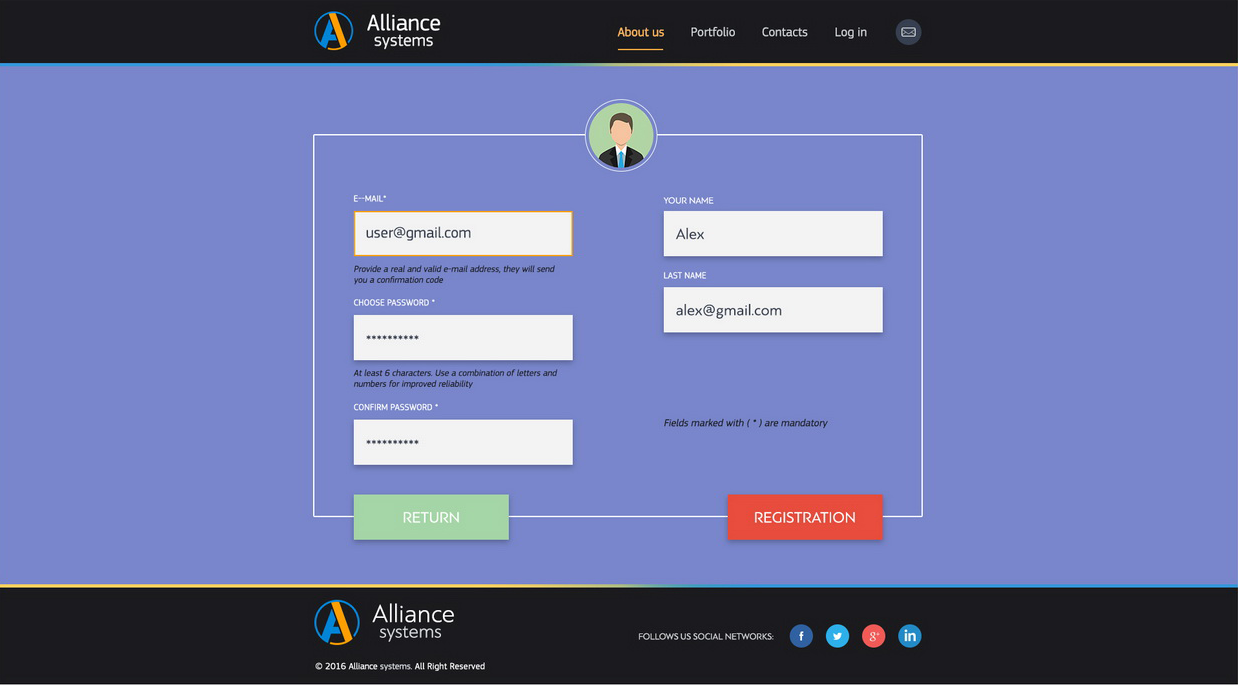 Alliance
systems
About us
Portfolio
Contacts
Log in
E-MAIL*
user@gmail.com
Provide a real and valid e-mail address, they will send
you a confirmation code
CHOOSE PASSWORD *
**********
At least 6 characters. Use a combination of letters and
numbers for improved reliability
CONFIRM PASSWORD *
**********
YOUR NAME
Alex
LAST NAME
alex@gmail.com
Fields marked with ( * ) are mandatory
RETURN
REGISTRATION
Alliance
systems
© 2016 Alliance systems. All Right Reserved
FOLLOWS US SOCIAL NETWORKS:
f
g+
in